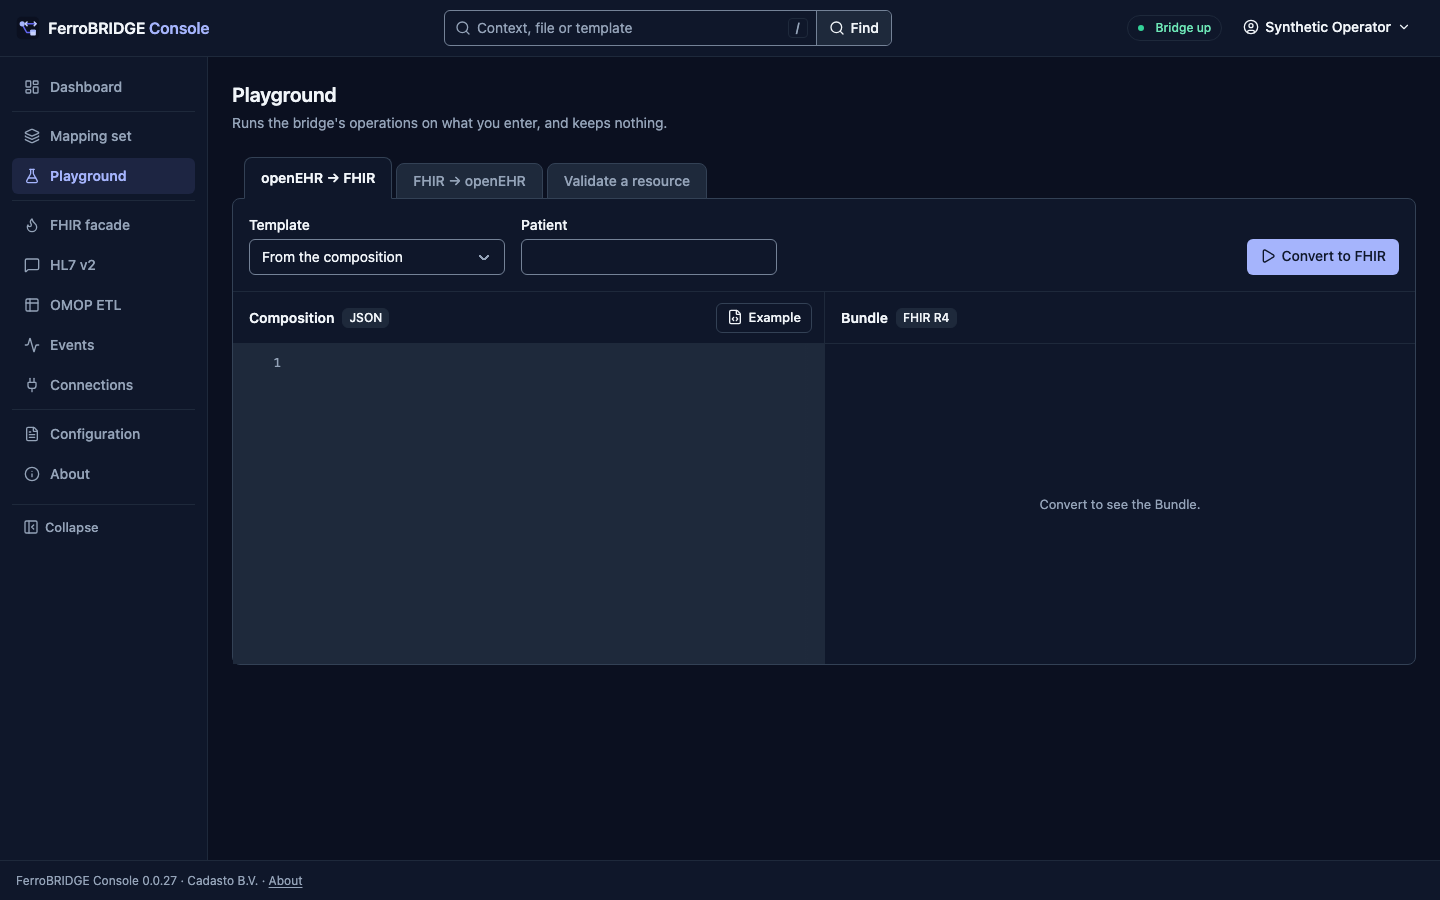 FerroBRIDGE Console
Context, file or template
/
Find
Bridge up
Synthetic Operator
Dashboard
Mapping set
Playground
FHIR facade
HL7 v2
OMOP ETL
Events
Connections
Configuration
About
Collapse
Playground
Runs the bridge's operations on what you enter, and keeps nothing.
openEHR → FHIR
FHIR → openEHR
Validate a resource
Template
Patient
From the composition
Convert to FHIR
Composition JSON
Example
Bundle FHIR R4
1
Convert to see the Bundle.
FerroBRIDGE Console 0.0.27 · Cadasto B.V. · About